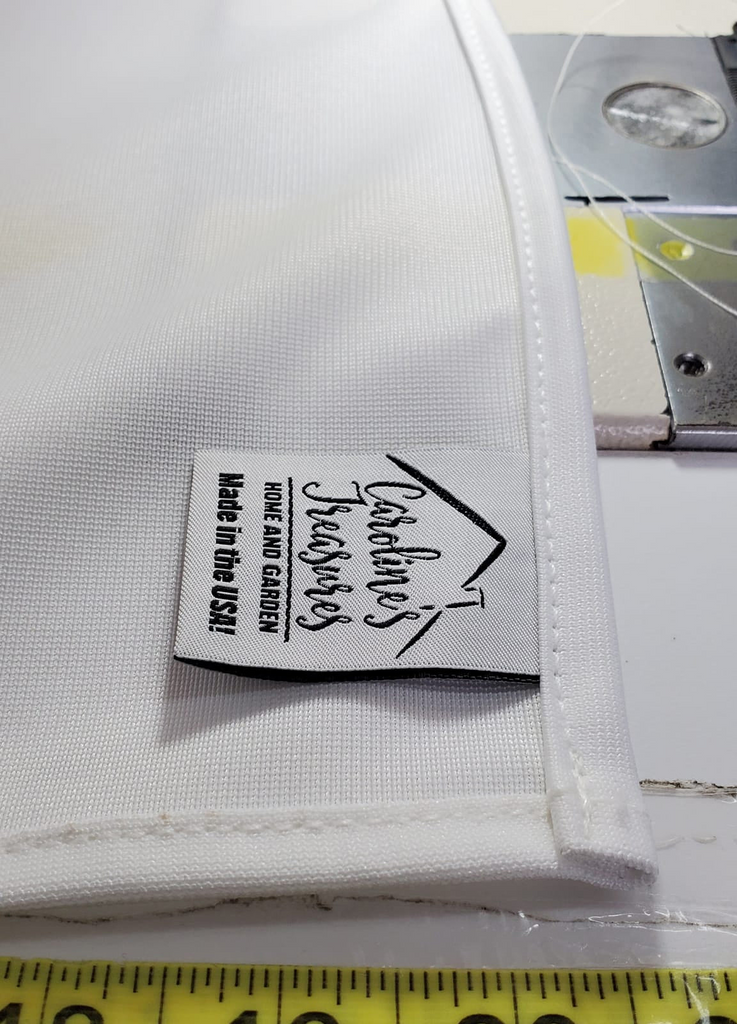 Caroline's
Treasures
HOME AND GARDEN
Made in the USA!